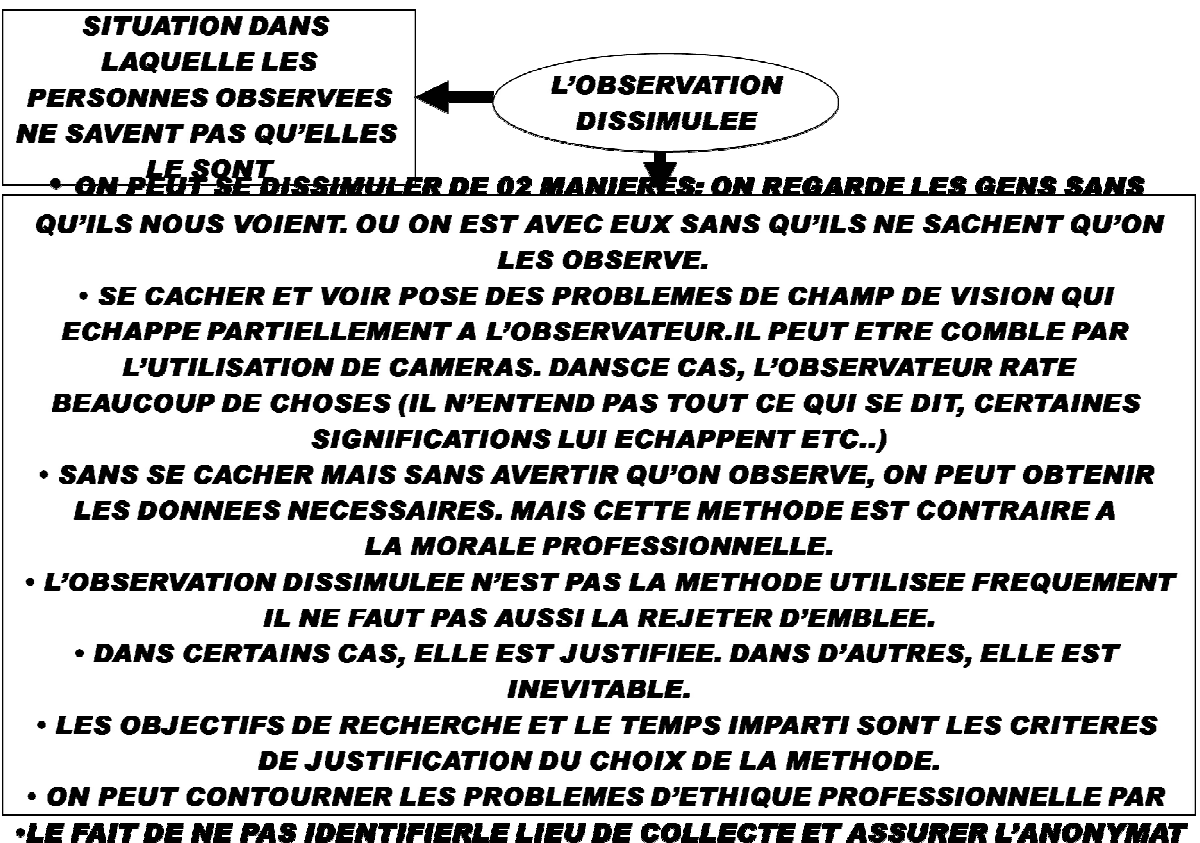 SITUATION DANS
LAQUELLE LES
PERSONNES OBSERVEES
NE SAVENT PAS QU'ELLES
LE SONT
L'OBSERVATION
DISSIMULEE
• ON PEUT SE DISSIMULER DE 02 MANIERES: ON REGARDE LES GENS SANS
QU'ILS NOUS VOIENT. OU ON EST AVEC EUX SANS QU'ILS NE SACHENT QU'ON
LES OBSERVE.
• SE CACHER ET VOIR POSE DES PROBLEMES DE CHAMP DE VISION QUI
ECHAPPE PARTIELLEMENT A L'OBSERVATEUR.IL PEUT ETRE COMBLE PAR
L'UTILISATION DE CAMERAS. DANSCE CAS, L'OBSERVATEUR RATE
BEAUCOUP DE CHOSES (IL N'ENTEND PAS TOUT CE QUI SE DIT, CERTAINES
SIGNIFICATIONS LUI ECHAPPENT ETC..)
• SANS SE CACHER MAIS SANS AVERTIR QU'ON OBSERVE, ON PEUT OBTENIR
LES DONNEES NECESSAIRES. MAIS CETTE METHODE EST CONTRAIRE A
LA MORALE PROFESSIONNELLE.
• L'OBSERVATION DISSIMULEE N'EST PAS LA METHODE UTILISEE FREQUEMENT
IL NE FAUT PAS AUSSI LA REJETER D'EMBLEE.
• DANS CERTAINS CAS, ELLE EST JUSTIFIEE. DANS D'AUTRES, ELLE EST
INEVITABLE.
• LES OBJECTIFS DE RECHERCHE ET LE TEMPS IMPARTI SONT LES CRITERES
DE JUSTIFICATION DU CHOIX DE LA METHODE.
• ON PEUT CONTOURNER LES PROBLEMES D'ETHIQUE PROFESSIONNELLE PAR
•LE FAIT DE NE PAS IDENTIFIERLE LIEU DE COLLECTE ET ASSURER L'ANONYMAT